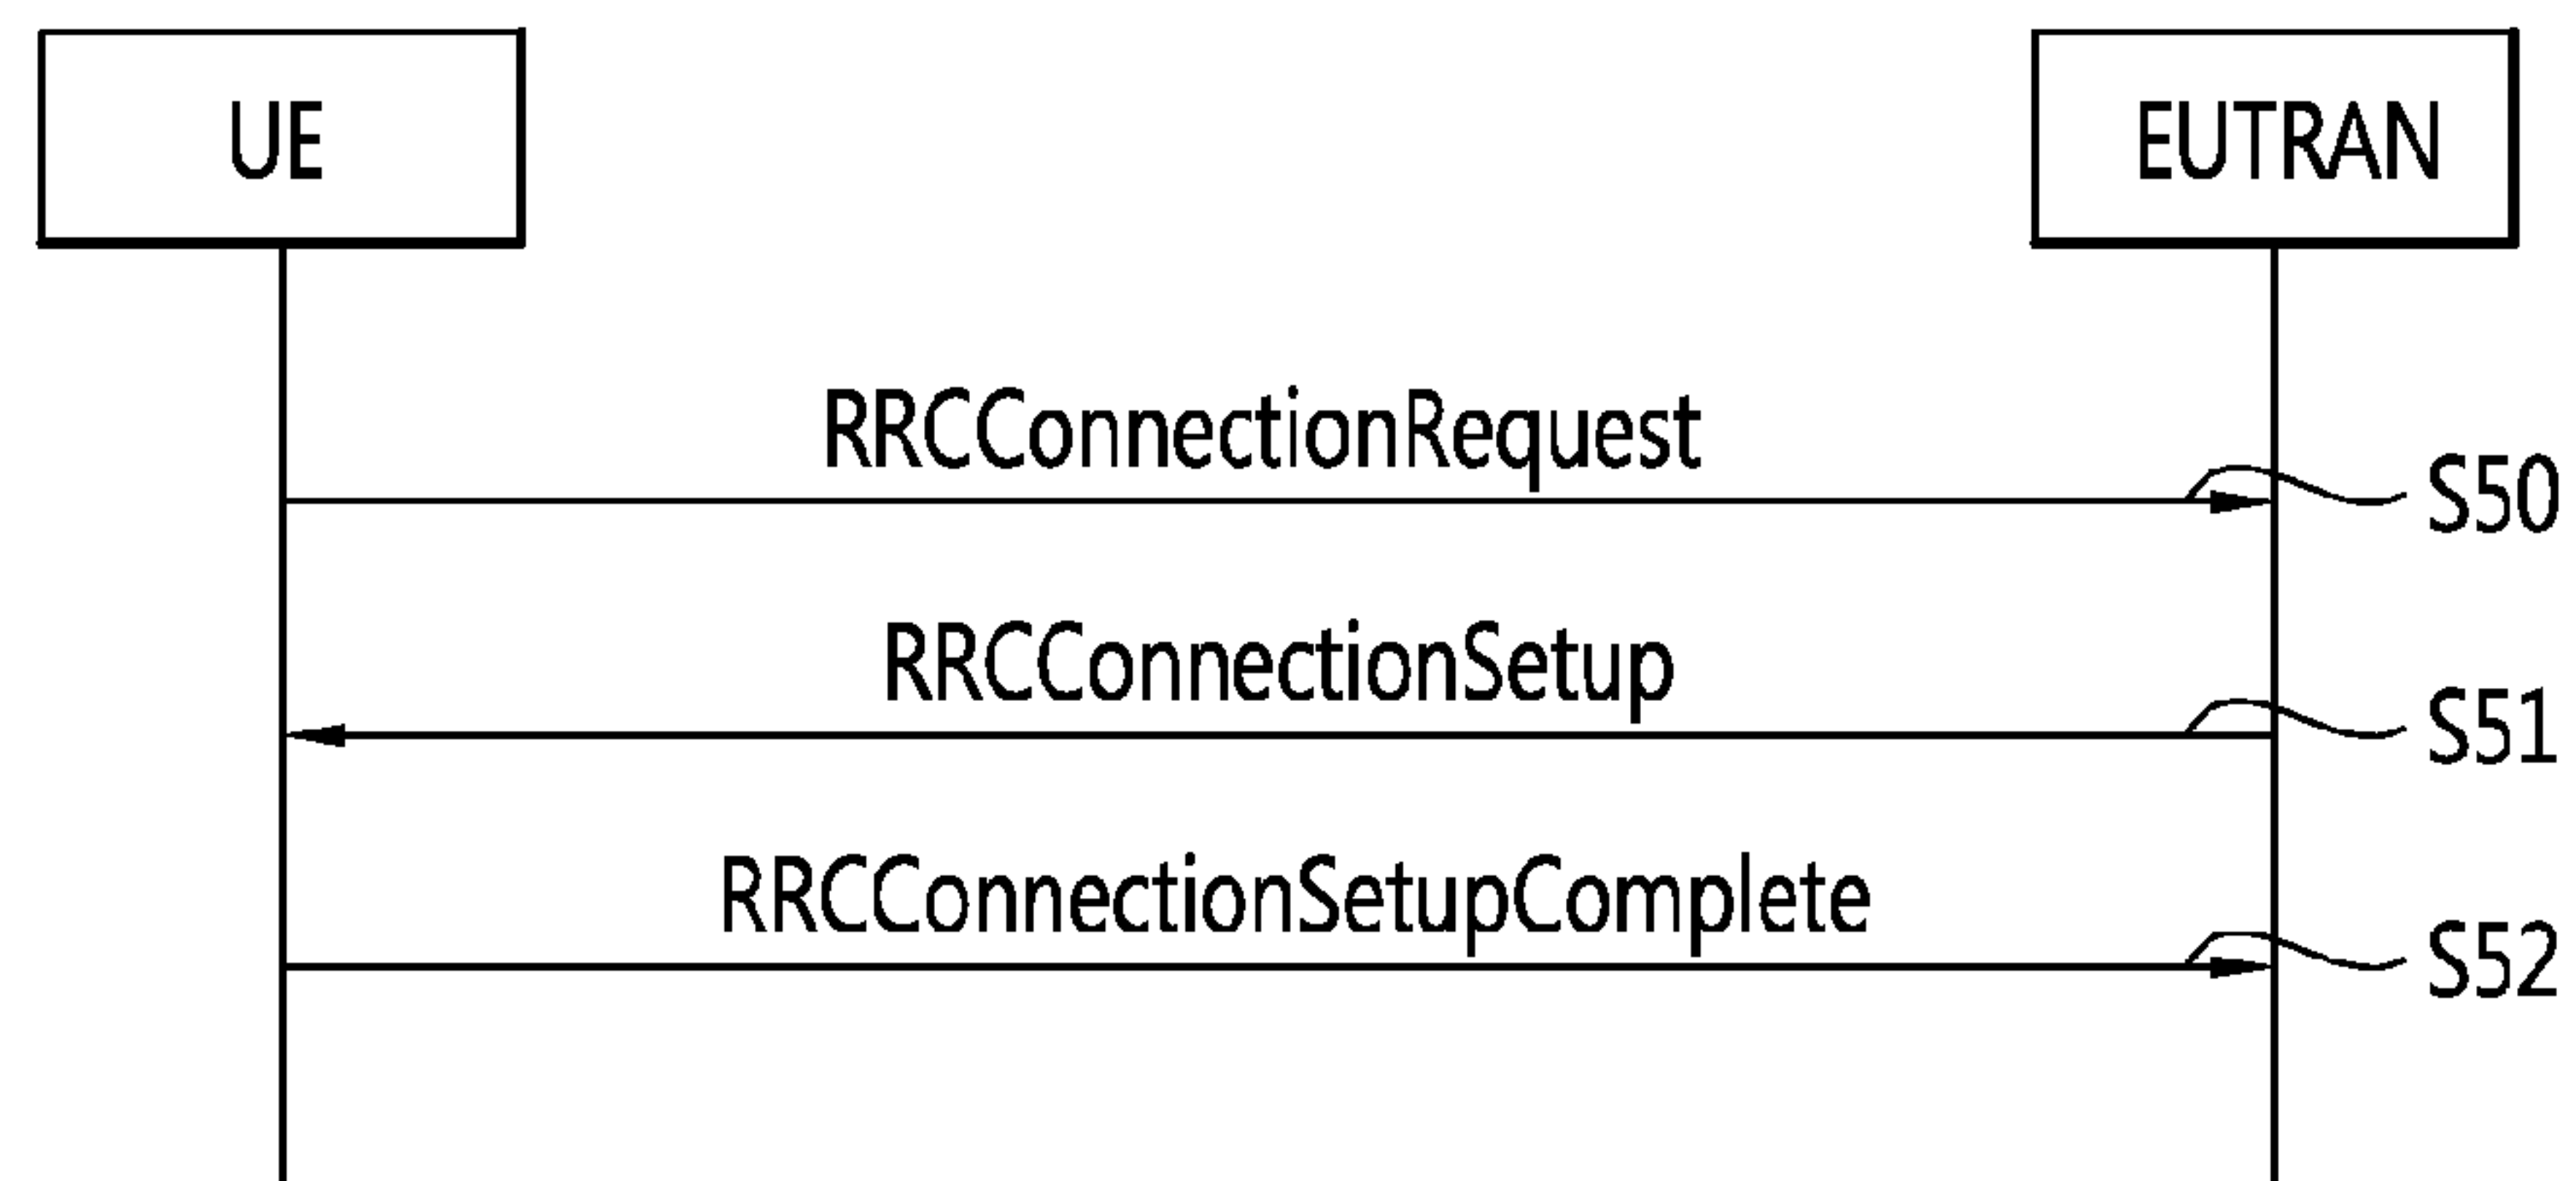 UE
EUTRAN
RRCConnectionRequest
S50
RRCConnectionSetup
S51
RRCConnectionSetupComplete
S52